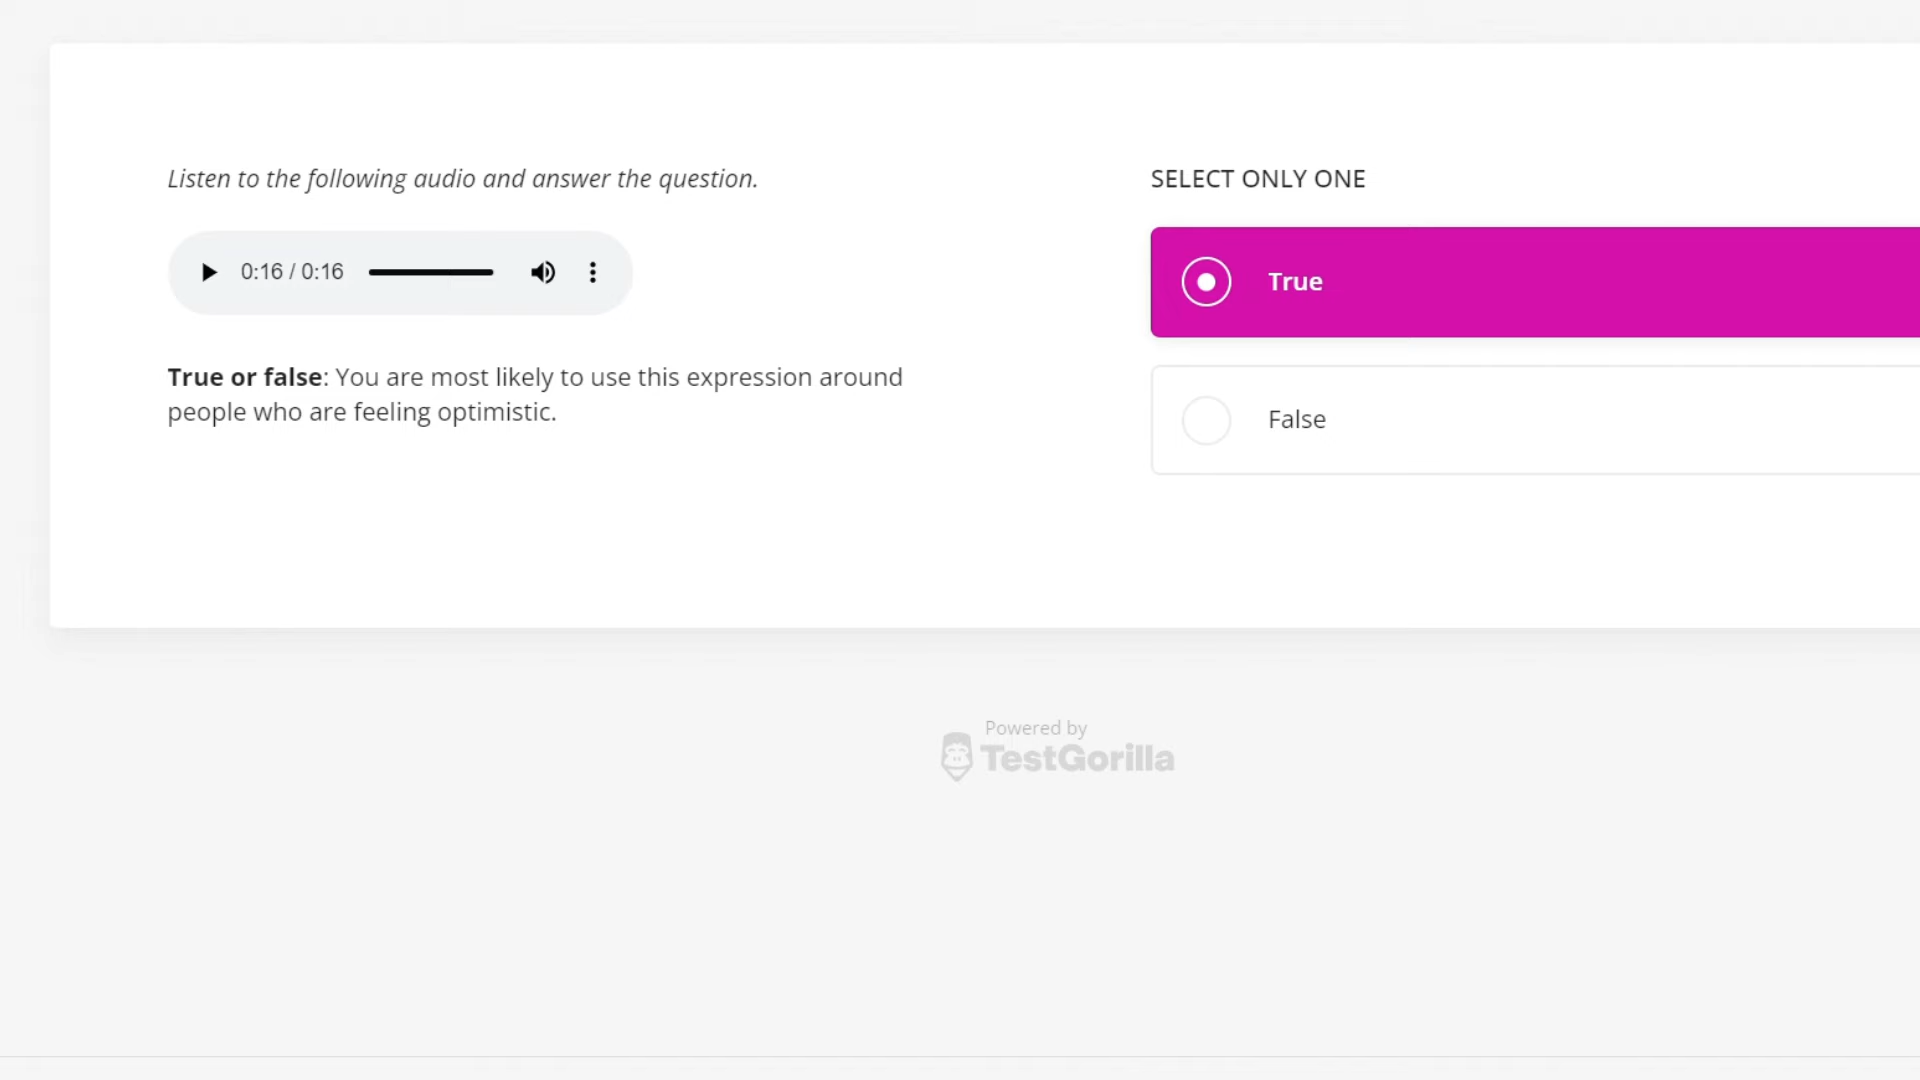 Listen to the following audio and answer the question.
SELECT ONLY ONE
0:16 / 0:16
True
True or false: You are most likely to use this expression around
people who are feeling optimistic.
False
Powered by
TestGorilla